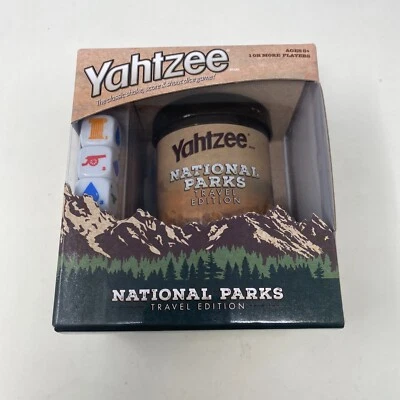 Yahtzee
The classic shake, score & shout dice game!
AGES 8+
1 OR MORE PLAYERS
Yahtzee
NATIONAL
PARKS
TRAVEL
EDITION
NATIONAL PARKS
TRAVEL EDITION